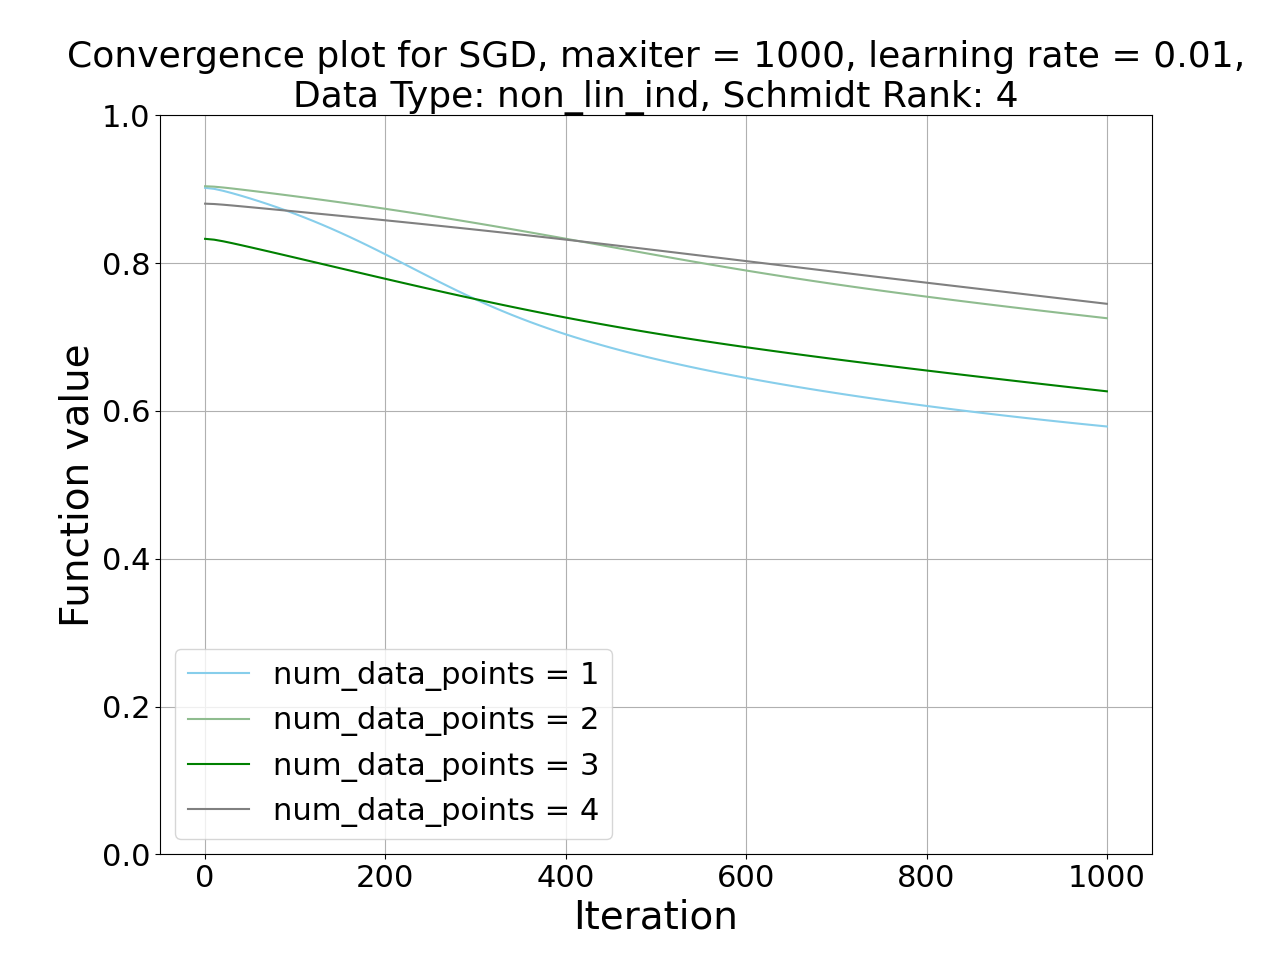 Convergence plot for SGD, maxiter = 1000, learning rate = 0.01,
Data Type: non_lin_ind, Schmidt Rank: 4
1.0
0.8
0.6
0.4
0.2
0.0
Function value
num_data_points = 1
num_data_points = 2
num_data_points = 3
num_data_points = 4
0 200 400 600 800 1000
Iteration